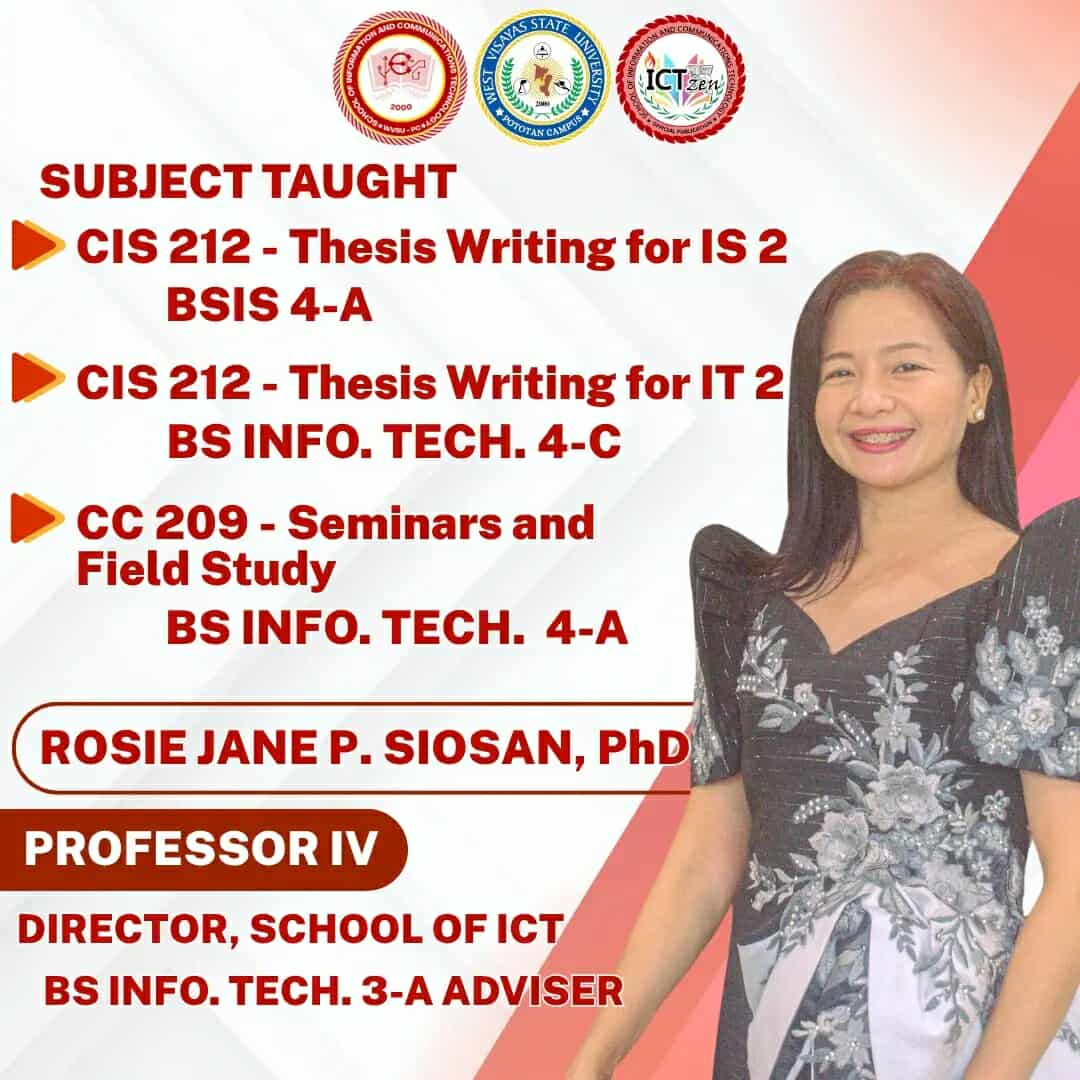 SCHOOL OF INFORMATION AND COMMUNICATIONS TECHNOLOGY
2000
WVSU - PC
WEST VISAYAS STATE UNIVERSITY
2000
POTOTAN CAMPUS
SCHOOL OF INFORMATION AND COMMUNICATIONS TECHNOLOGY
ICT
zen
OFFICIAL PUBLICATION
SUBJECT TAUGHT
CIS 212 - Thesis Writing for IS 2
BSIS 4-A
CIS 212 - Thesis Writing for IT 2
BS INFO. TECH. 4-C
CC 209 - Seminars and
Field Study
BS INFO. TECH. 4-A
ROSIE JANE P. SIOSAN, PhD
PROFESSOR IV
DIRECTOR, SCHOOL OF ICT
BS INFO. TECH. 3-A ADVISER